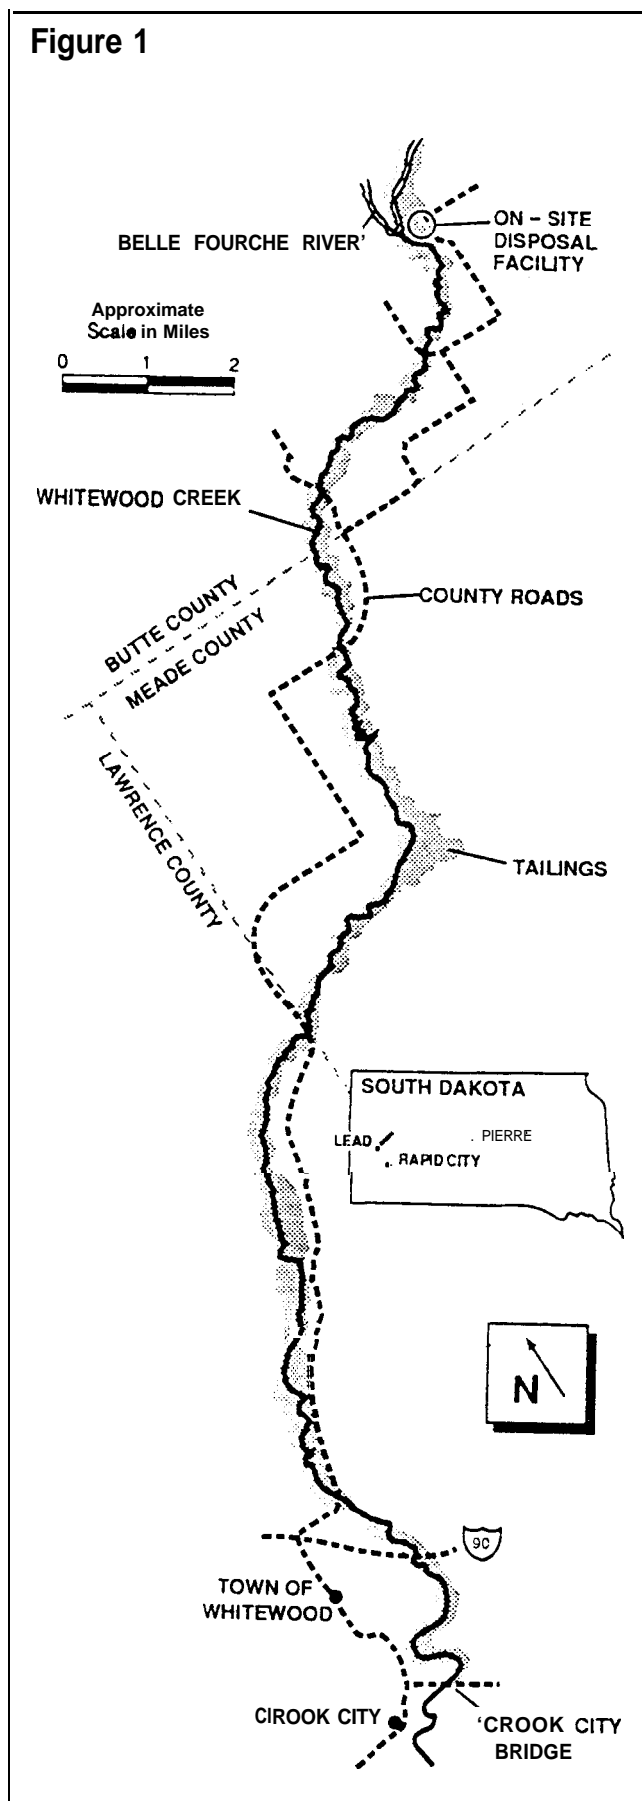 Figure 1
BELLE FOURCHE RIVER'
ON - SITE
DISPOSAL
FACILITY
Approximate
Scale in Miles
0 1 2
WHITEWOOD CREEK
COUNTY ROADS
BUTTE COUNTY
MEADE COUNTY
LAWRENCE COUNTY
TAILINGS
SOUTH DAKOTA
LEAD
. PIERRE
RAPID CITY
N
90
TOWN OF
WHITEWOOD
CIROOK CITY
'CROOK CITY
BRIDGE